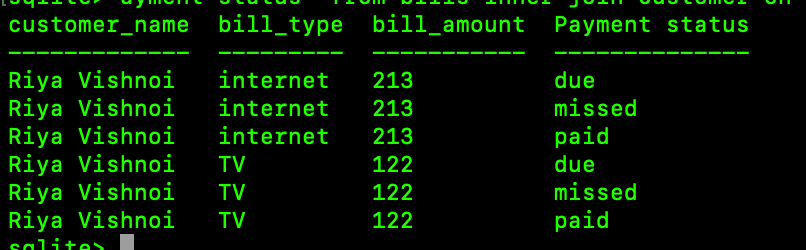 sqlite> ayment status" from bills inner join customer on
customer_name  bill_type  bill_amount  Payment status
-------------  ---------  -----------  --------------
Riya Vishnoi   internet   213          due
Riya Vishnoi   internet   213          missed
Riya Vishnoi   internet   213          paid
Riya Vishnoi   TV         122          due
Riya Vishnoi   TV         122          missed
Riya Vishnoi   TV         122          paid
sqlite>